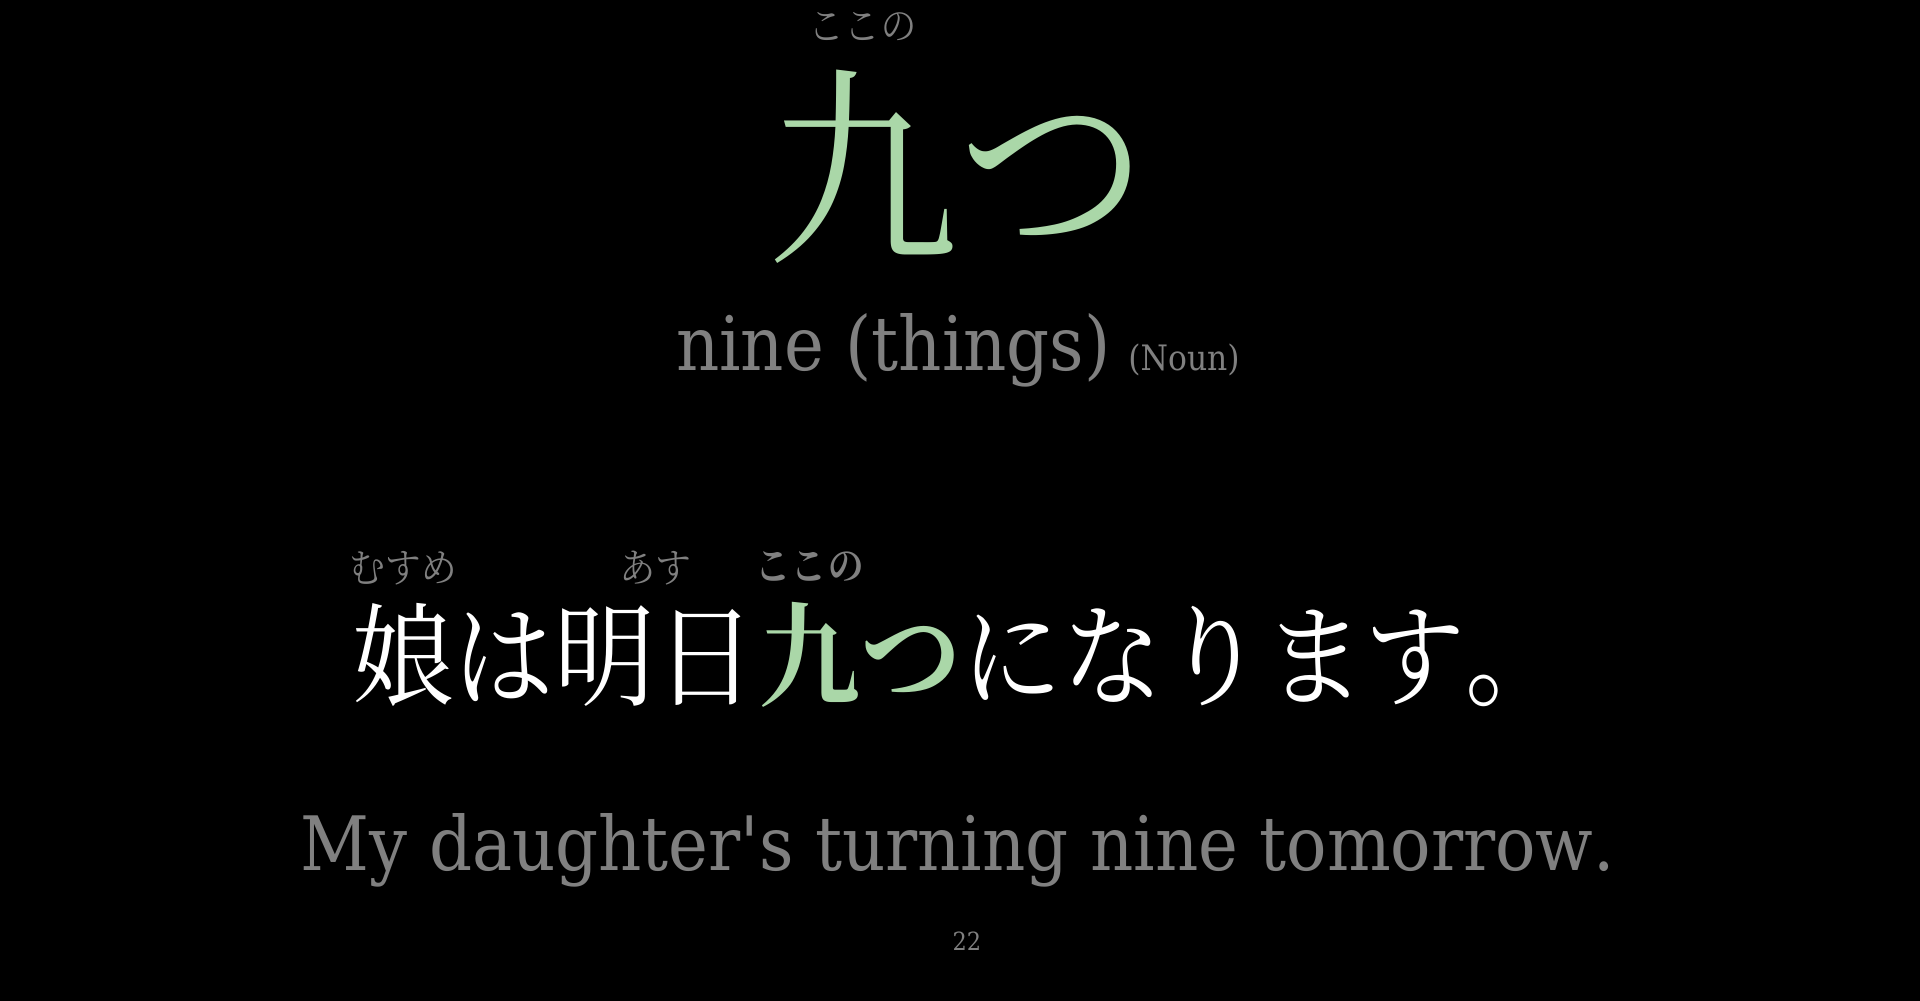 ここの
九つ
nine (things) (Noun)
むすめ あす ここの
娘は明日九つになります。
My daughter's turning nine tomorrow.
22